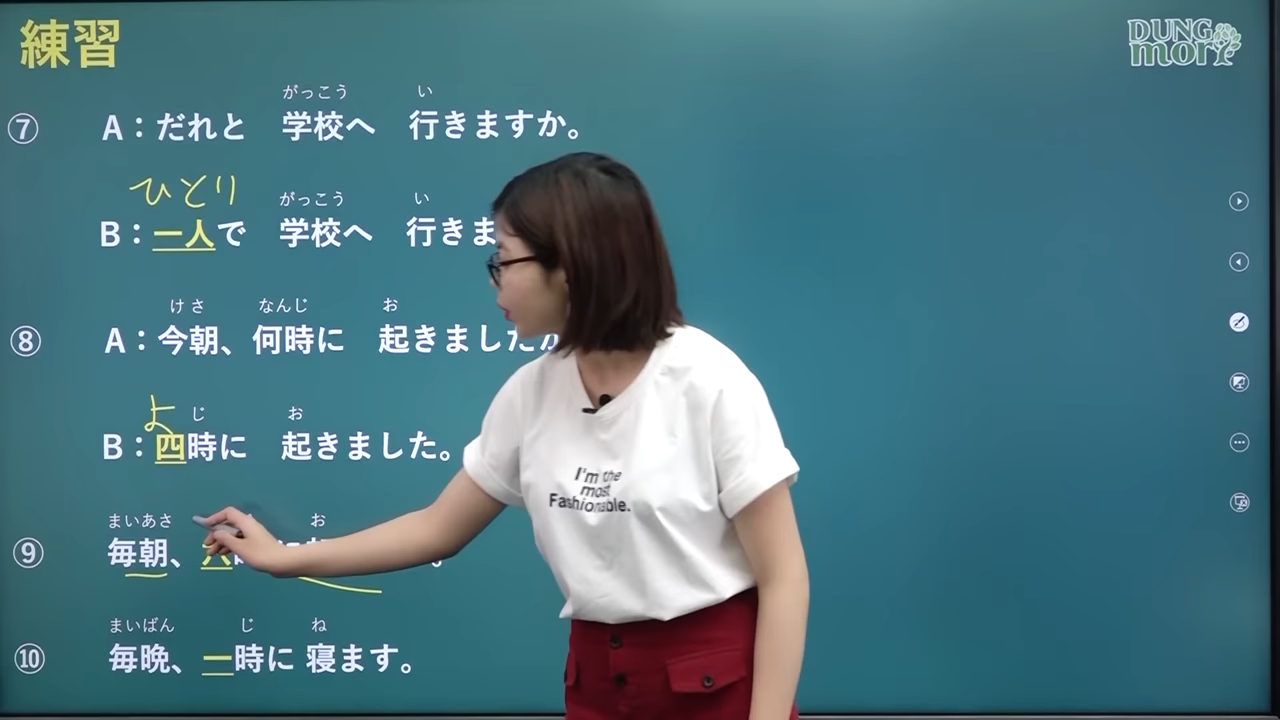 練習
DUNG
mori
がっこう い
⑦ A：だれと 学校へ 行きますか。
ひとり
がっこう い
B：一人で 学校へ 行きま
けさ なんじ お
⑧ A：今朝、何時に 起きました
よ じ お
B：四時に 起きました。
まいあさ お
⑨ 毎朝、六
まいばん じ ね
⑩ 毎晩、一時に 寝ます。
I'm the
most
Fashionable.